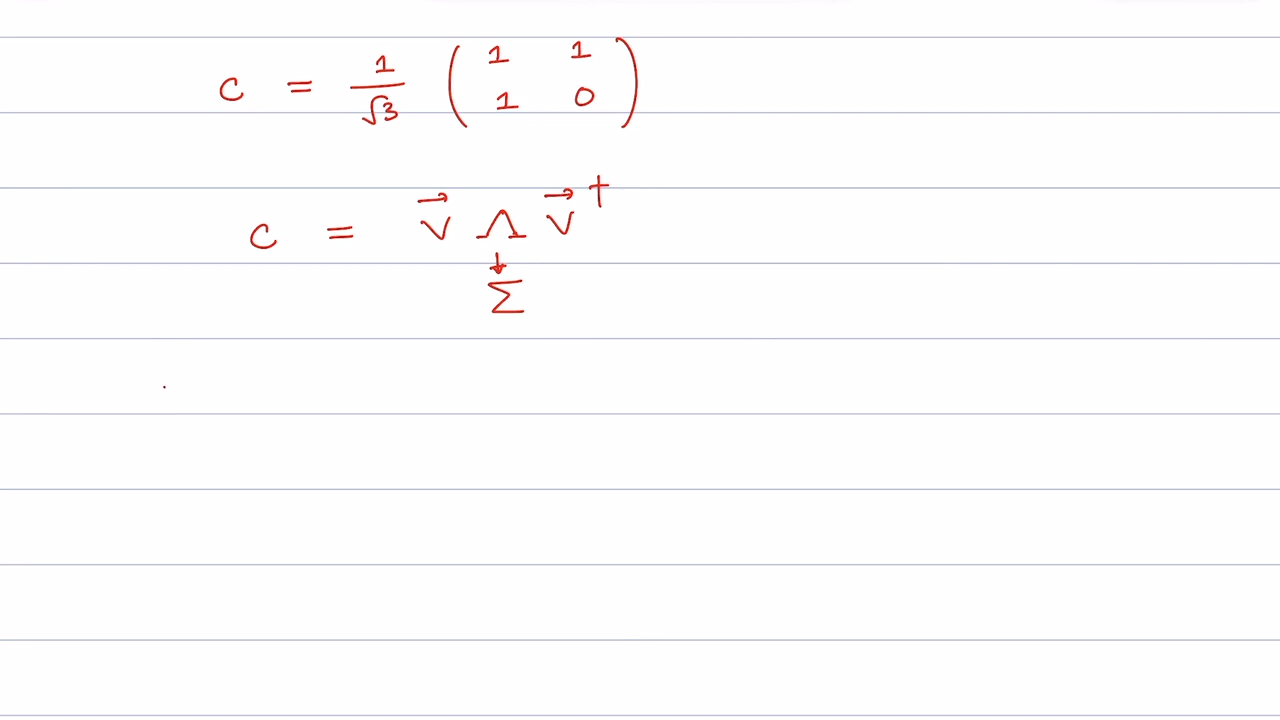 c = 1/√3 ( 1 1
1 0 )
c = v⃗ Λ v⃗ †
↓
Σ